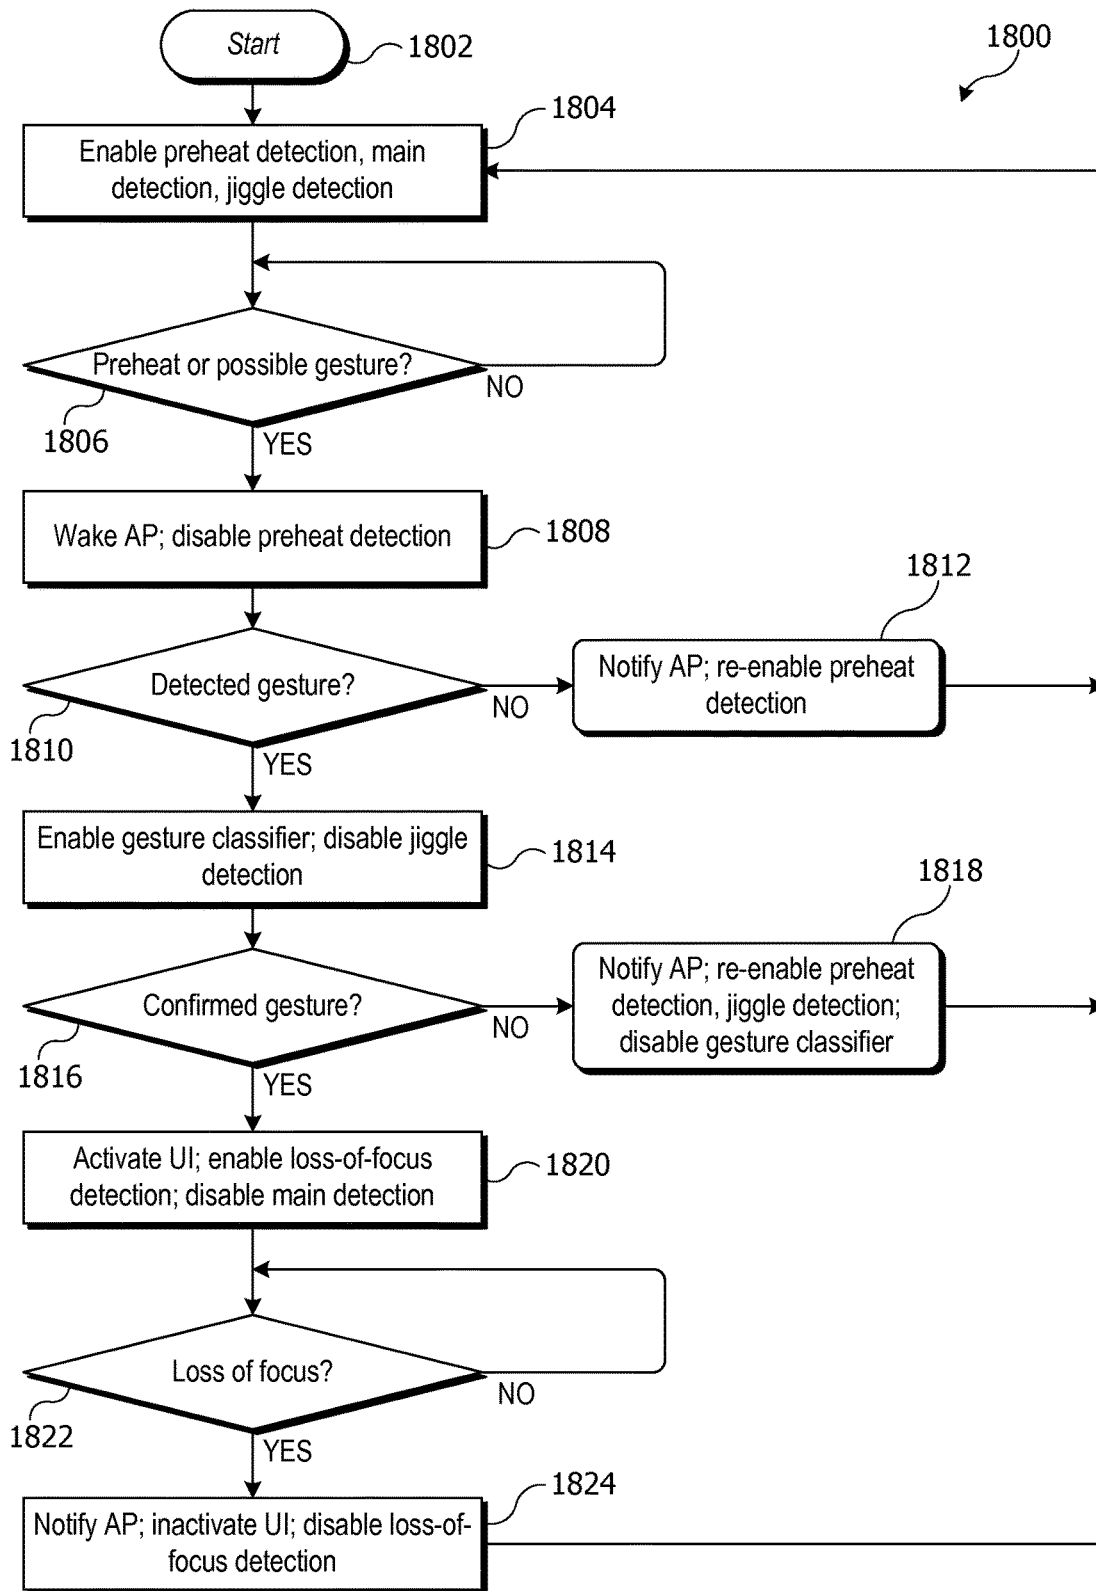 Start
1802
1800
1804
Enable preheat detection, main
detection, jiggle detection
Preheat or possible gesture?
NO
1806
YES
Wake AP; disable preheat detection
1808
1812
Detected gesture?
NO
Notify AP; re-enable preheat
detection
1810
YES
Enable gesture classifier; disable jiggle
detection
1814
1818
Confirmed gesture?
NO
Notify AP; re-enable preheat
detection, jiggle detection;
disable gesture classifier
1816
YES
Activate UI; enable loss-of-focus
detection; disable main detection
1820
Loss of focus?
NO
1822
YES
1824
Notify AP; inactivate UI; disable loss-of-
focus detection